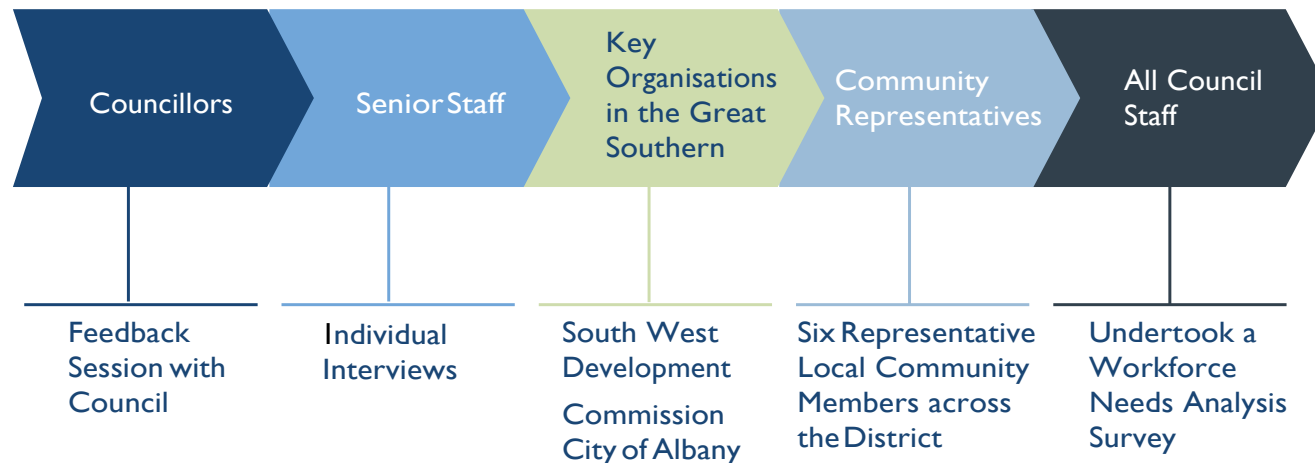 Councillors
Senior Staff
Key
Organisations
in the Great
Southern
Community
Representatives
All Council
Staff
Feedback
Session with
Council
Individual
Interviews
South West
Development
Commission
City of Albany
Six Representative
Local Community
Members across
the District
Undertook a
Workforce
Needs Analysis
Survey